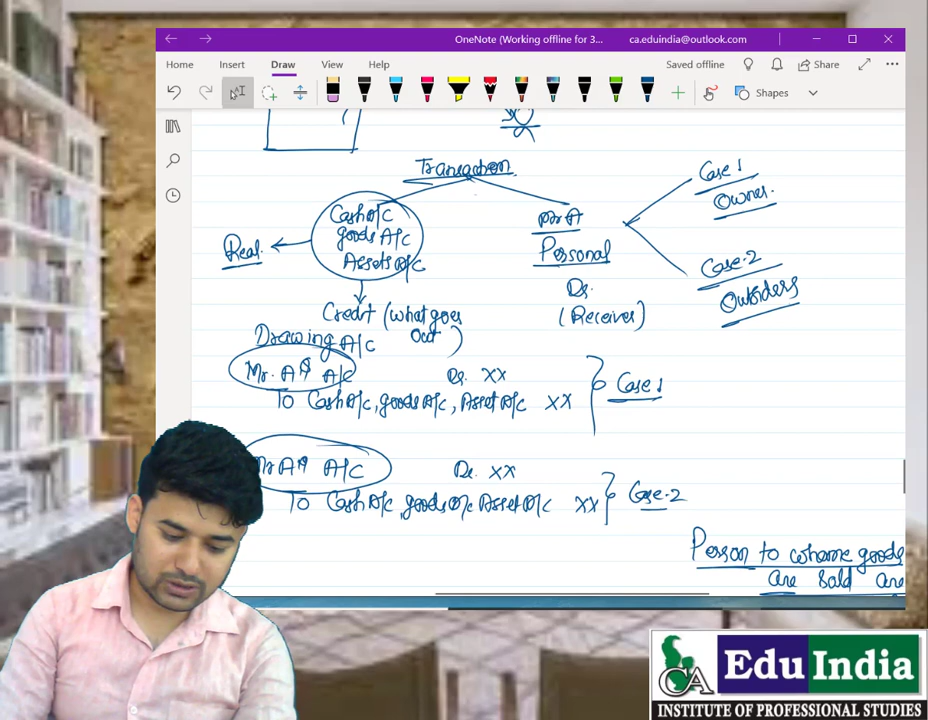 OneNote (Working offline for 3...
ca.eduindia@outlook.com
Home Insert Draw View Help
Saved offline
Share
Shapes
Transaction
Cash A/c
goods A/c
Assets A/c
Real
Mr A
Personal
Dr.
(Receiver)
Case 1
Owner.
Case-2
Outsiders
Credit (what goes
out)
Drawing A/c
Mr. A A/c Dr. XX
To Cash A/c, goods A/c, Asset A/c XX
Case 1
Mr A A/c Dr. XX
To Cash A/c, goods A/c Asset A/c XX
Case-2
Person to whome goods
are sold are
CA
Edu India
INSTITUTE OF PROFESSIONAL STUDIES